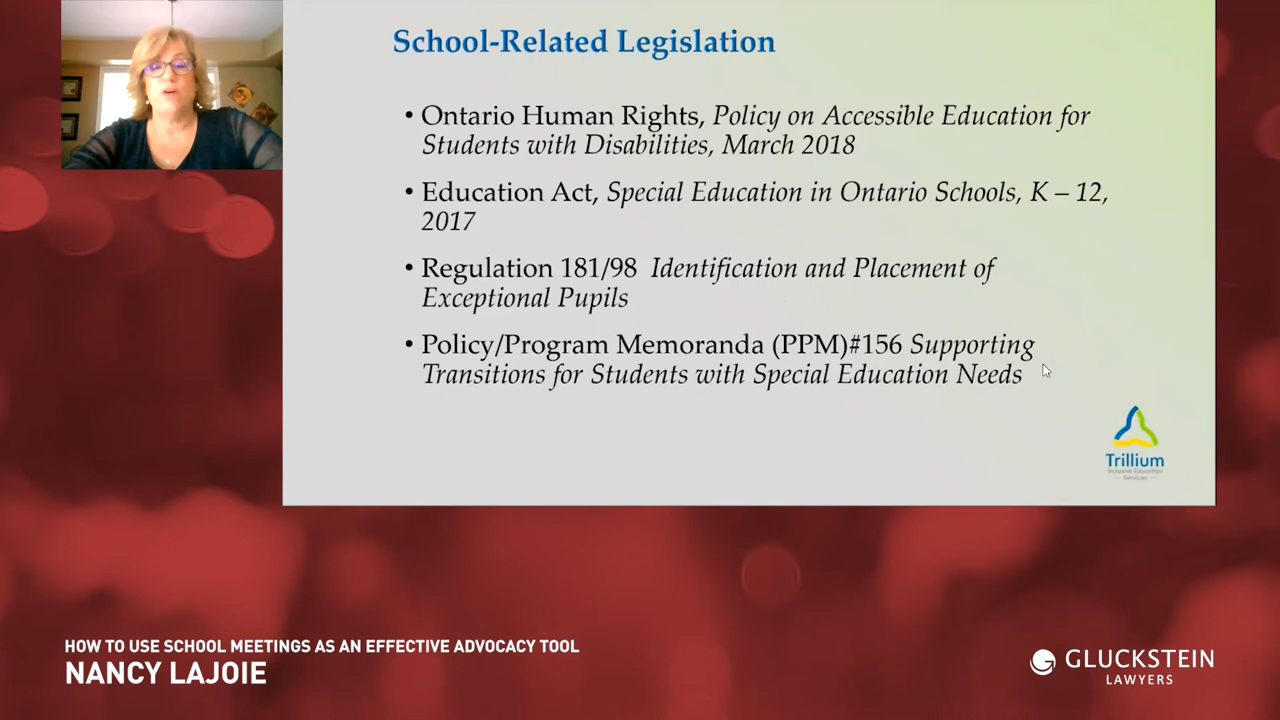 School-Related Legislation
• Ontario Human Rights, Policy on Accessible Education for
Students with Disabilities, March 2018
• Education Act, Special Education in Ontario Schools, K – 12,
2017
• Regulation 181/98 Identification and Placement of
Exceptional Pupils
• Policy/Program Memoranda (PPM)#156 Supporting
Transitions for Students with Special Education Needs
Trillium
Inclusive Education
Services
HOW TO USE SCHOOL MEETINGS AS AN EFFECTIVE ADVOCACY TOOL
NANCY LAJOIE
GLUCKSTEIN
LAWYERS